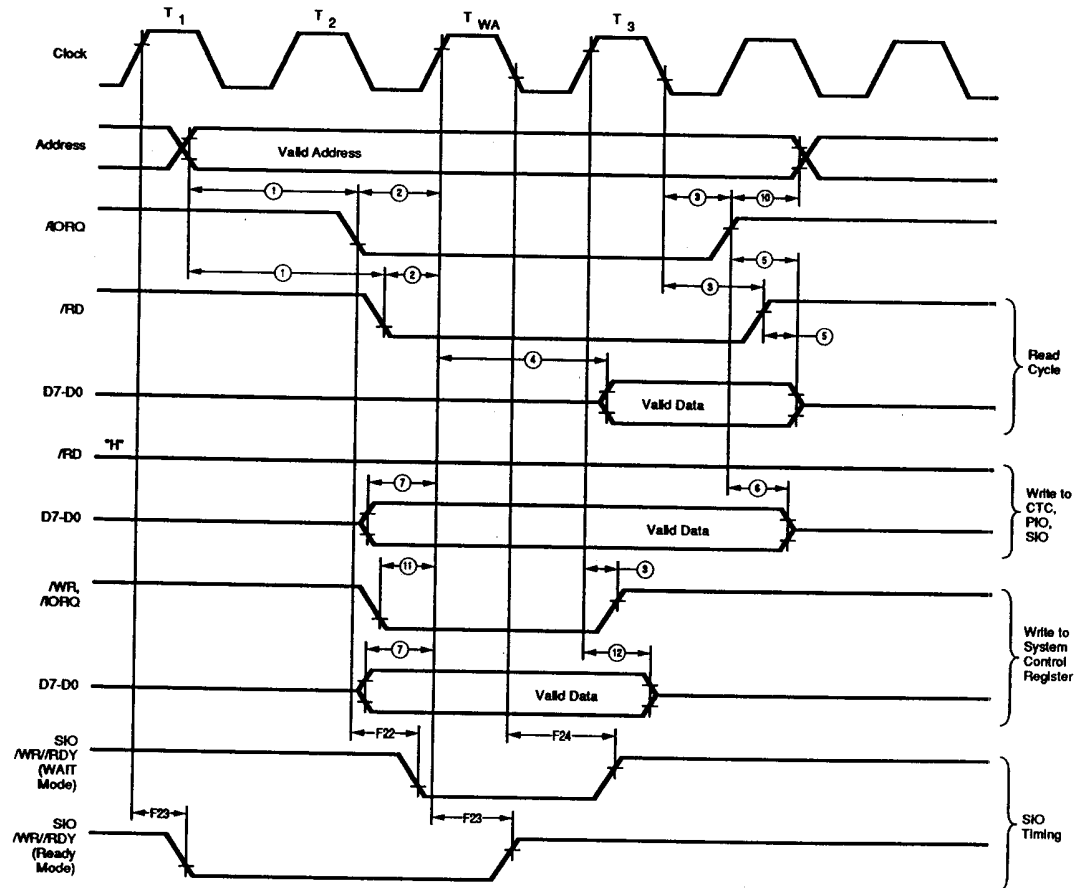 T 1 T 2 T WA T 3
Clock
Address
Valid Address
1 2 3 10
/IORQ
5
1 2 3
/RD
5
4
Read
Cycle
D7-D0
Valid Data
/RD "H"
7 6
Write to
CTC,
PIO,
SIO
D7-D0
Valid Data
11 3
/WR,
/IORQ
7 12
Write to
System
Control
Register
D7-D0
Valid Data
F22 F24
SIO
/WR//RDY
(WAIT
Mode)
F23 F23
SIO
Timing
SIO
/WR//RDY
(Ready
Mode)